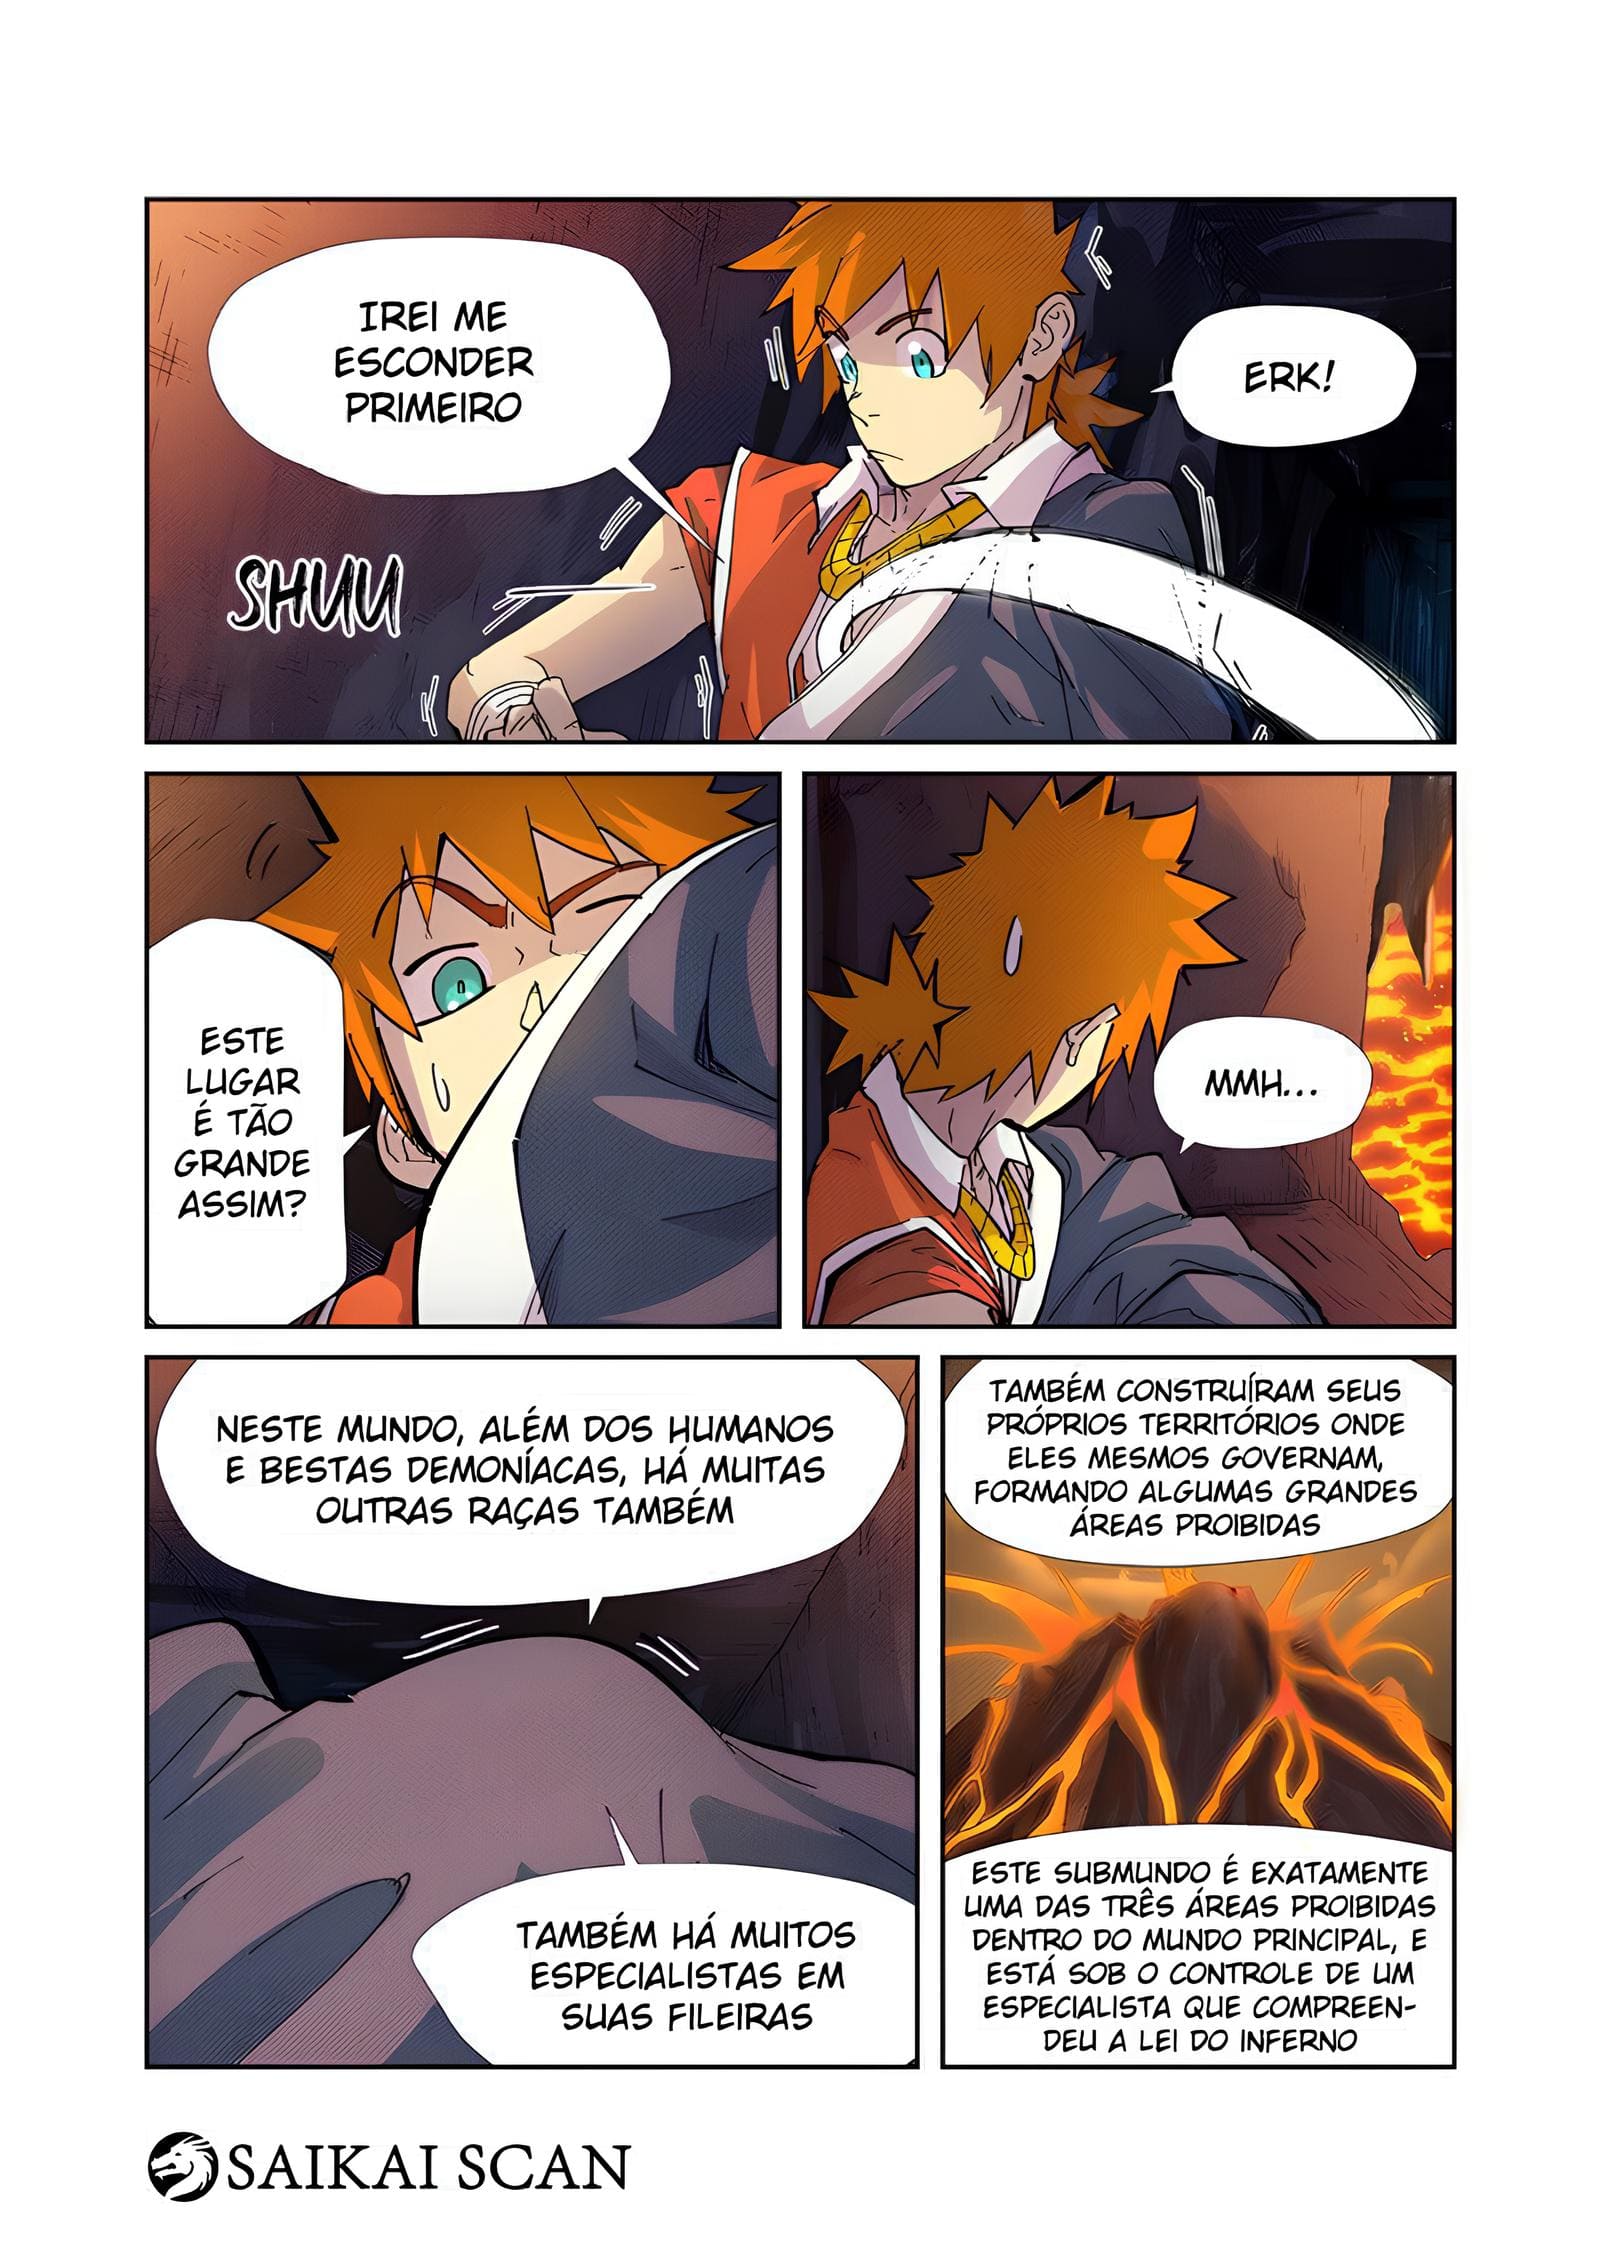 IREI ME
ESCONDER
PRIMEIRO
ERK!
SHUU
ESTE
LUGAR
É TÃO
GRANDE
ASSIM?
MMH...
NESTE MUNDO, ALÉM DOS HUMANOS
E BESTAS DEMONÍACAS, HÁ MUITAS
OUTRAS RAÇAS TAMBÉM
TAMBÉM HÁ MUITOS
ESPECIALISTAS EM
SUAS FILEIRAS
TAMBÉM CONSTRUÍRAM SEUS
PRÓPRIOS TERRITÓRIOS ONDE
ELES MESMOS GOVERNAM,
FORMANDO ALGUMAS GRANDES
ÁREAS PROIBIDAS
ESTE SUBMUNDO É EXATAMENTE
UMA DAS TRÊS ÁREAS PROIBIDAS
DENTRO DO MUNDO PRINCIPAL, E
ESTÁ SOB O CONTROLE DE UM
ESPECIALISTA QUE COMPREEN-
DEU A LEI DO INFERNO
SAIKAI SCAN